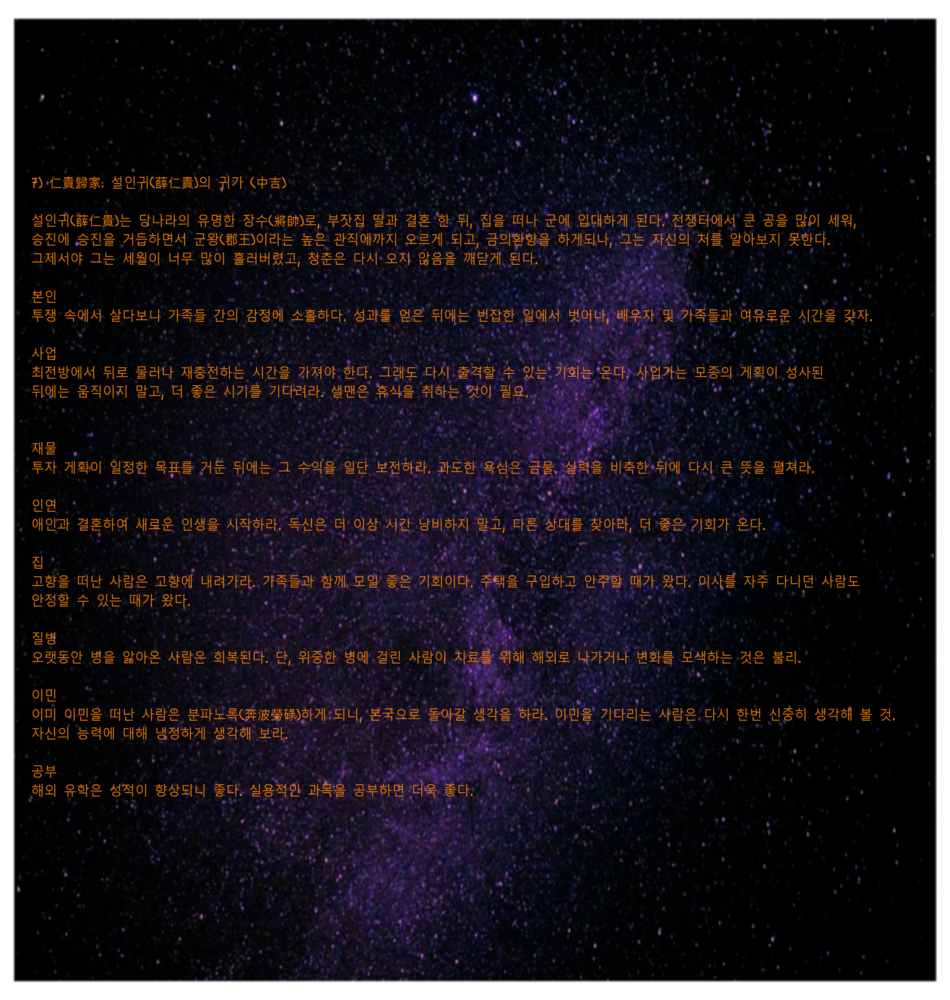 7) 仁貴歸家: 설인귀(薛仁貴)의 귀가 (中吉)
설인귀(薛仁貴)는 당나라의 유명한 장수(將帥)로, 부잣집 딸과 결혼 한 뒤, 집을 떠나 군에 입대하게 된다. 전쟁터에서 큰 공을 많이 세워,
승진에 승진을 거듭하면서 군왕(郡王)이라는 높은 관직에까지 오르게 되고, 금의환향을 하게되나, 그는 자신의 처를 알아보지 못한다.
그제서야 그는 세월이 너무 많이 흘러버렸고, 청춘은 다시 오지 않음을 깨닫게 된다.
본인
투쟁 속에서 살다보니 가족들 간의 감정에 소홀하다. 성과를 얻은 뒤에는 번잡한 일에서 벗어나, 배우자 및 가족들과 여유로운 시간을 갖자.
사업
최전방에서 뒤로 물러나 재충전하는 시간을 가져야 한다. 그래도 다시 출격할 수 있는 기회는 온다. 사업가는 모종의 계획이 성사된
뒤에는 움직이지 말고, 더 좋은 시기를 기다려라. 샐맨은 휴식을 취하는 것이 필요.
재물
투자 계획이 일정한 목표를 거둔 뒤에는 그 수익을 일단 보전하라. 과도한 욕심은 금물. 실력을 비축한 뒤에 다시 큰 뜻을 펼쳐라.
인연
애인과 결혼하여 새로운 인생을 시작하라. 독신은 더 이상 시간 낭비하지 말고, 다른 상대를 찾아라, 더 좋은 기회가 온다.
집
고향을 떠난 사람은 고향에 내려가라. 가족들과 함께 모일 좋은 기회이다. 주택을 구입하고 안주할 때가 왔다. 이사를 자주 다니던 사람도
안정할 수 있는 때가 왔다.
질병
오랫동안 병을 앓아온 사람은 회복된다. 단, 위중한 병에 걸린 사람이 치료를 위해 해외로 나가거나 변화를 모색하는 것은 불리.
이민
이미 이민을 떠난 사람은 분파노록(奔波勞碌)하게 되니, 본국으로 돌아갈 생각을 하라. 이민을 기다리는 사람은 다시 한번 신중히 생각해 볼 것.
자신의 능력에 대해 냉정하게 생각해 보라.
공부
해외 유학은 성적이 향상되니 좋다. 실용적인 과목을 공부하면 더욱 좋다.